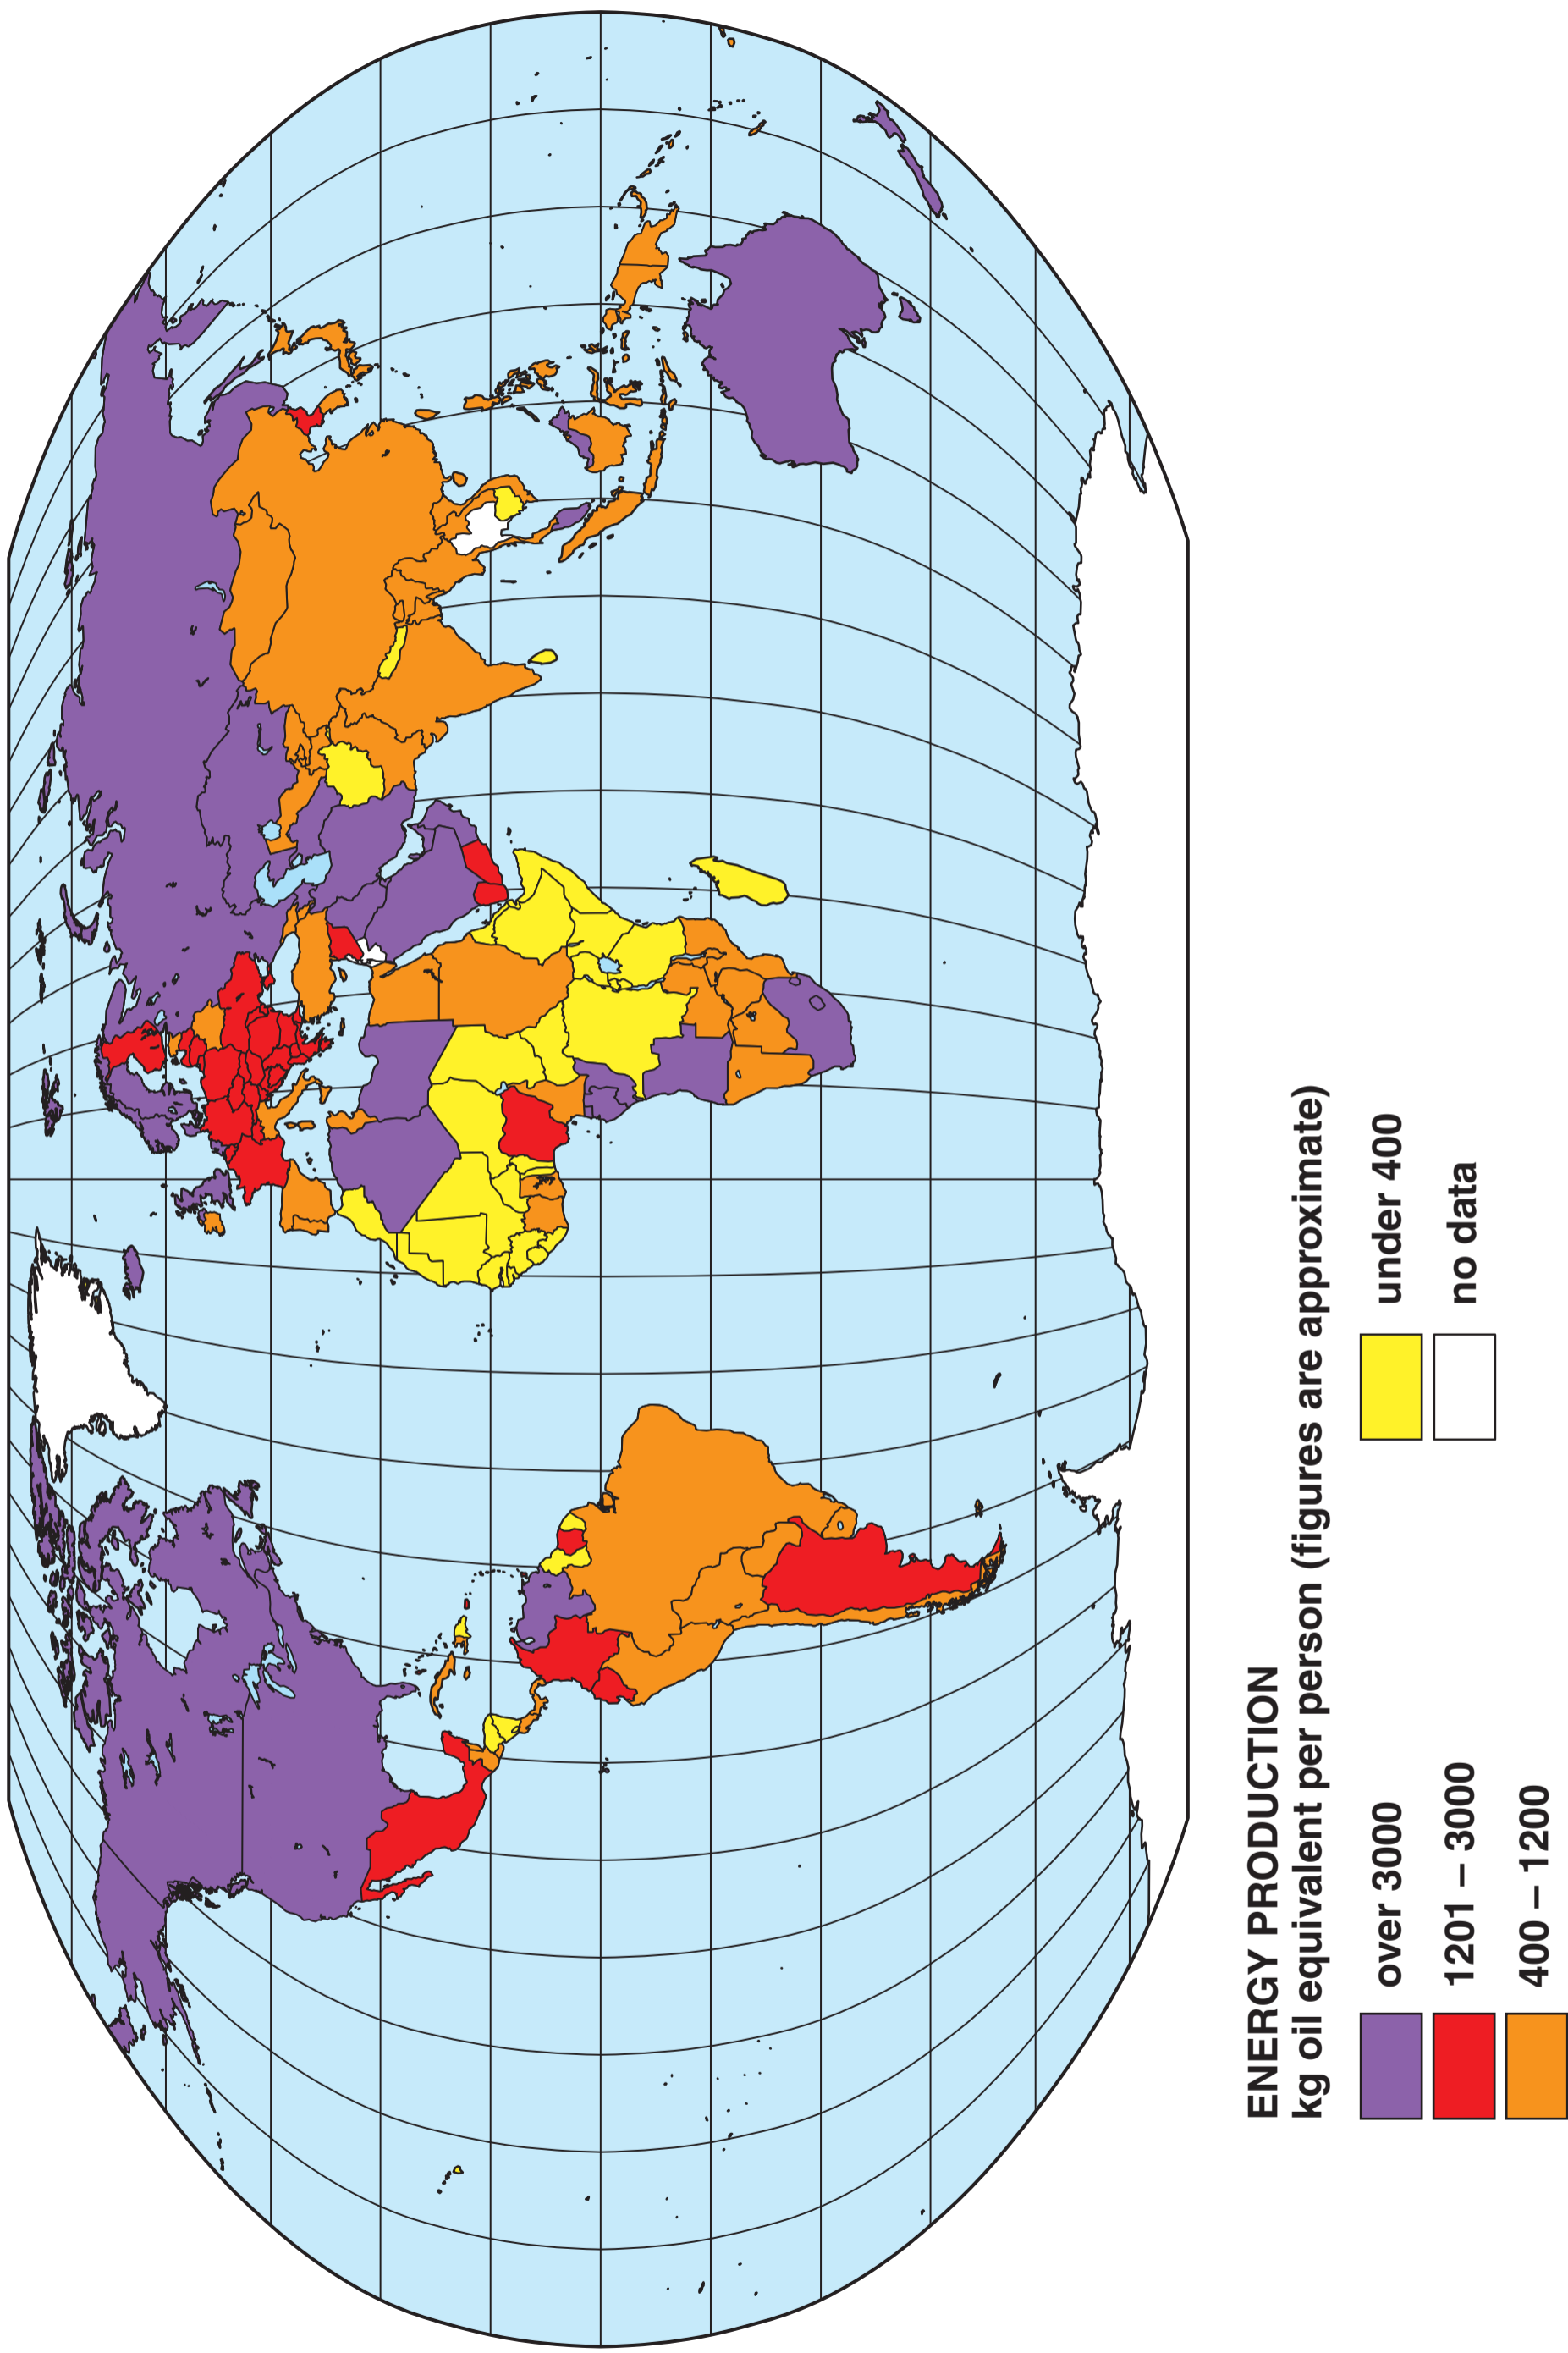 ENERGY PRODUCTION
kg oil equivalent per person (figures are approximate)
over 3000
1201 – 3000
400 – 1200
under 400
no data